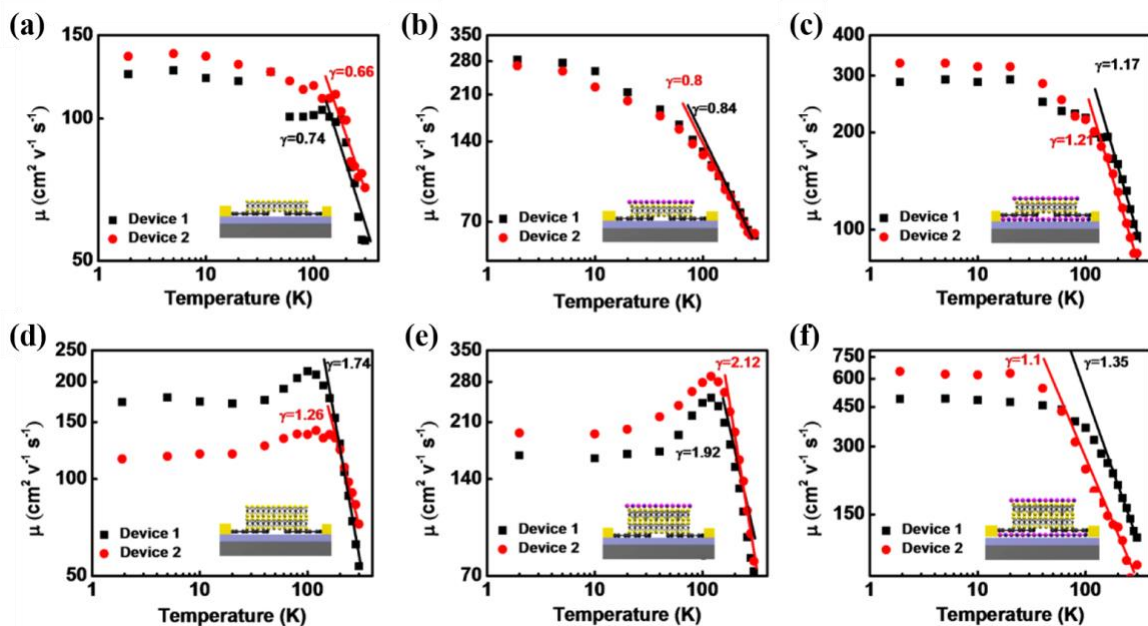 (a)
150
100
50
μ (cm² v⁻¹ s⁻¹)
γ=0.66
γ=0.74
Device 1
Device 2
1
10
100
Temperature (K)
(b)
280
210
140
70
μ (cm² v⁻¹ s⁻¹)
γ=0.8
γ=0.84
Device 1
Device 2
1
10
100
Temperature (K)
(c)
400
300
200
100
μ (cm² v⁻¹ s⁻¹)
γ=1.17
γ=1.21
Device 1
Device 2
1
10
100
Temperature (K)
(d)
250
200
150
100
50
μ (cm² v⁻¹ s⁻¹)
γ=1.74
γ=1.26
Device 1
Device 2
1
10
100
Temperature (K)
(e)
350
280
210
140
70
μ (cm² v⁻¹ s⁻¹)
γ=2.12
γ=1.92
Device 1
Device 2
1
10
100
Temperature (K)
(f)
750
600
450
300
150
μ (cm² v⁻¹ s⁻¹)
γ=1.1
γ=1.35
Device 1
Device 2
1
10
100
Temperature (K)